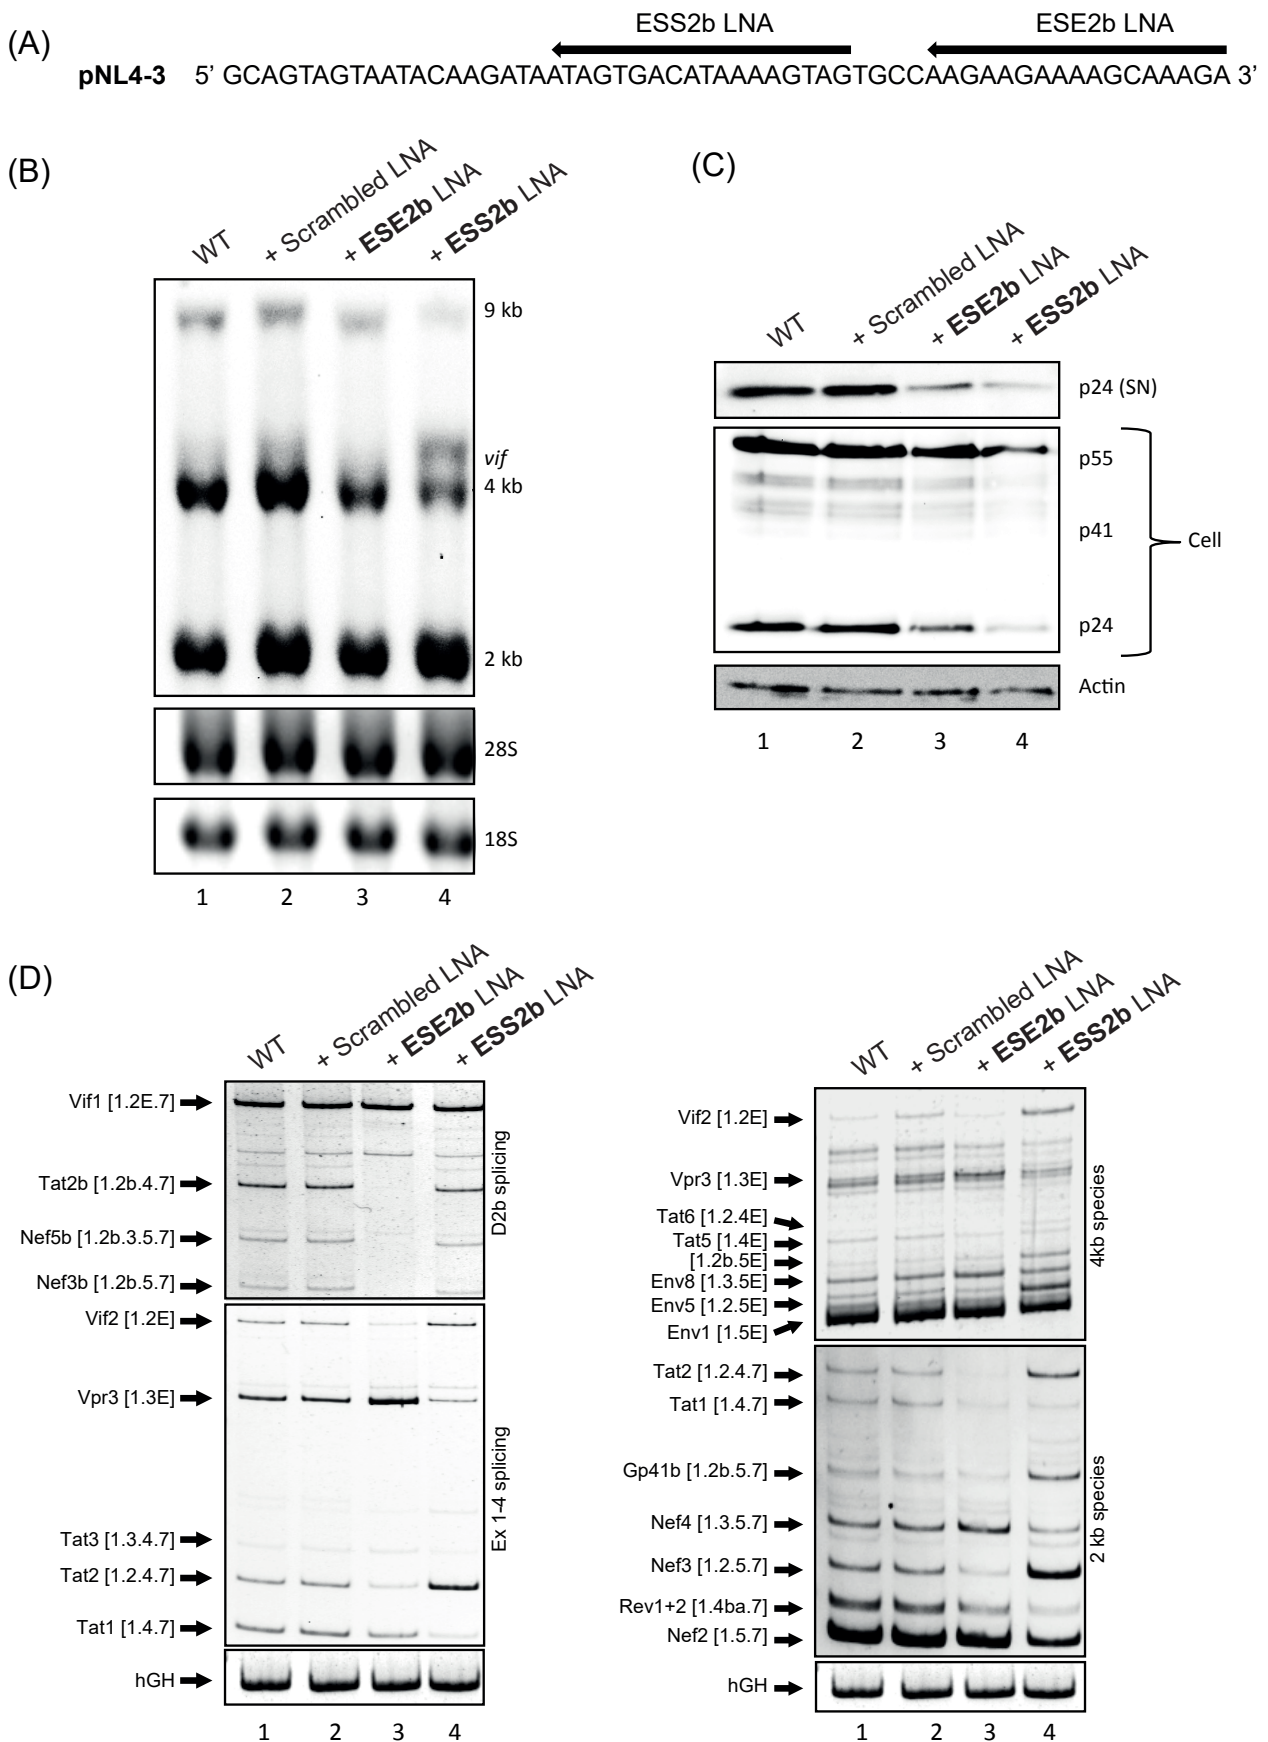 (A)
ESS2b LNA
ESE2b LNA
pNL4-3 5' GCAGTAGTAATACAAGATAATAGTGACATAAAAGTAGTGCCAAGAAGAAAAGCAAAGA 3'
(B)
WT
+ Scrambled LNA
+ ESE2b LNA
+ ESS2b LNA
9 kb
vif
4 kb
2 kb
28S
18S
1 2 3 4
(C)
WT
+ Scrambled LNA
+ ESE2b LNA
+ ESS2b LNA
p24 (SN)
p55
p41
Cell
p24
Actin
1 2 3 4
(D)
WT
+ Scrambled LNA
+ ESE2b LNA
+ ESS2b LNA
Vif1 [1.2E.7]
Tat2b [1.2b.4.7]
Nef5b [1.2b.3.5.7]
Nef3b [1.2b.5.7]
D2b splicing
Vif2 [1.2E]
Vpr3 [1.3E]
Tat3 [1.3.4.7]
Tat2 [1.2.4.7]
Tat1 [1.4.7]
Ex 1-4 splicing
hGH
1 2 3 4
WT
+ Scrambled LNA
+ ESE2b LNA
+ ESS2b LNA
Vif2 [1.2E]
Vpr3 [1.3E]
Tat6 [1.2.4E]
Tat5 [1.4E]
[1.2b.5E]
Env8 [1.3.5E]
Env5 [1.2.5E]
Env1 [1.5E]
4kb species
Tat2 [1.2.4.7]
Tat1 [1.4.7]
Gp41b [1.2b.5.7]
Nef4 [1.3.5.7]
Nef3 [1.2.5.7]
Rev1+2 [1.4ba.7]
Nef2 [1.5.7]
2 kb species
hGH
1 2 3 4